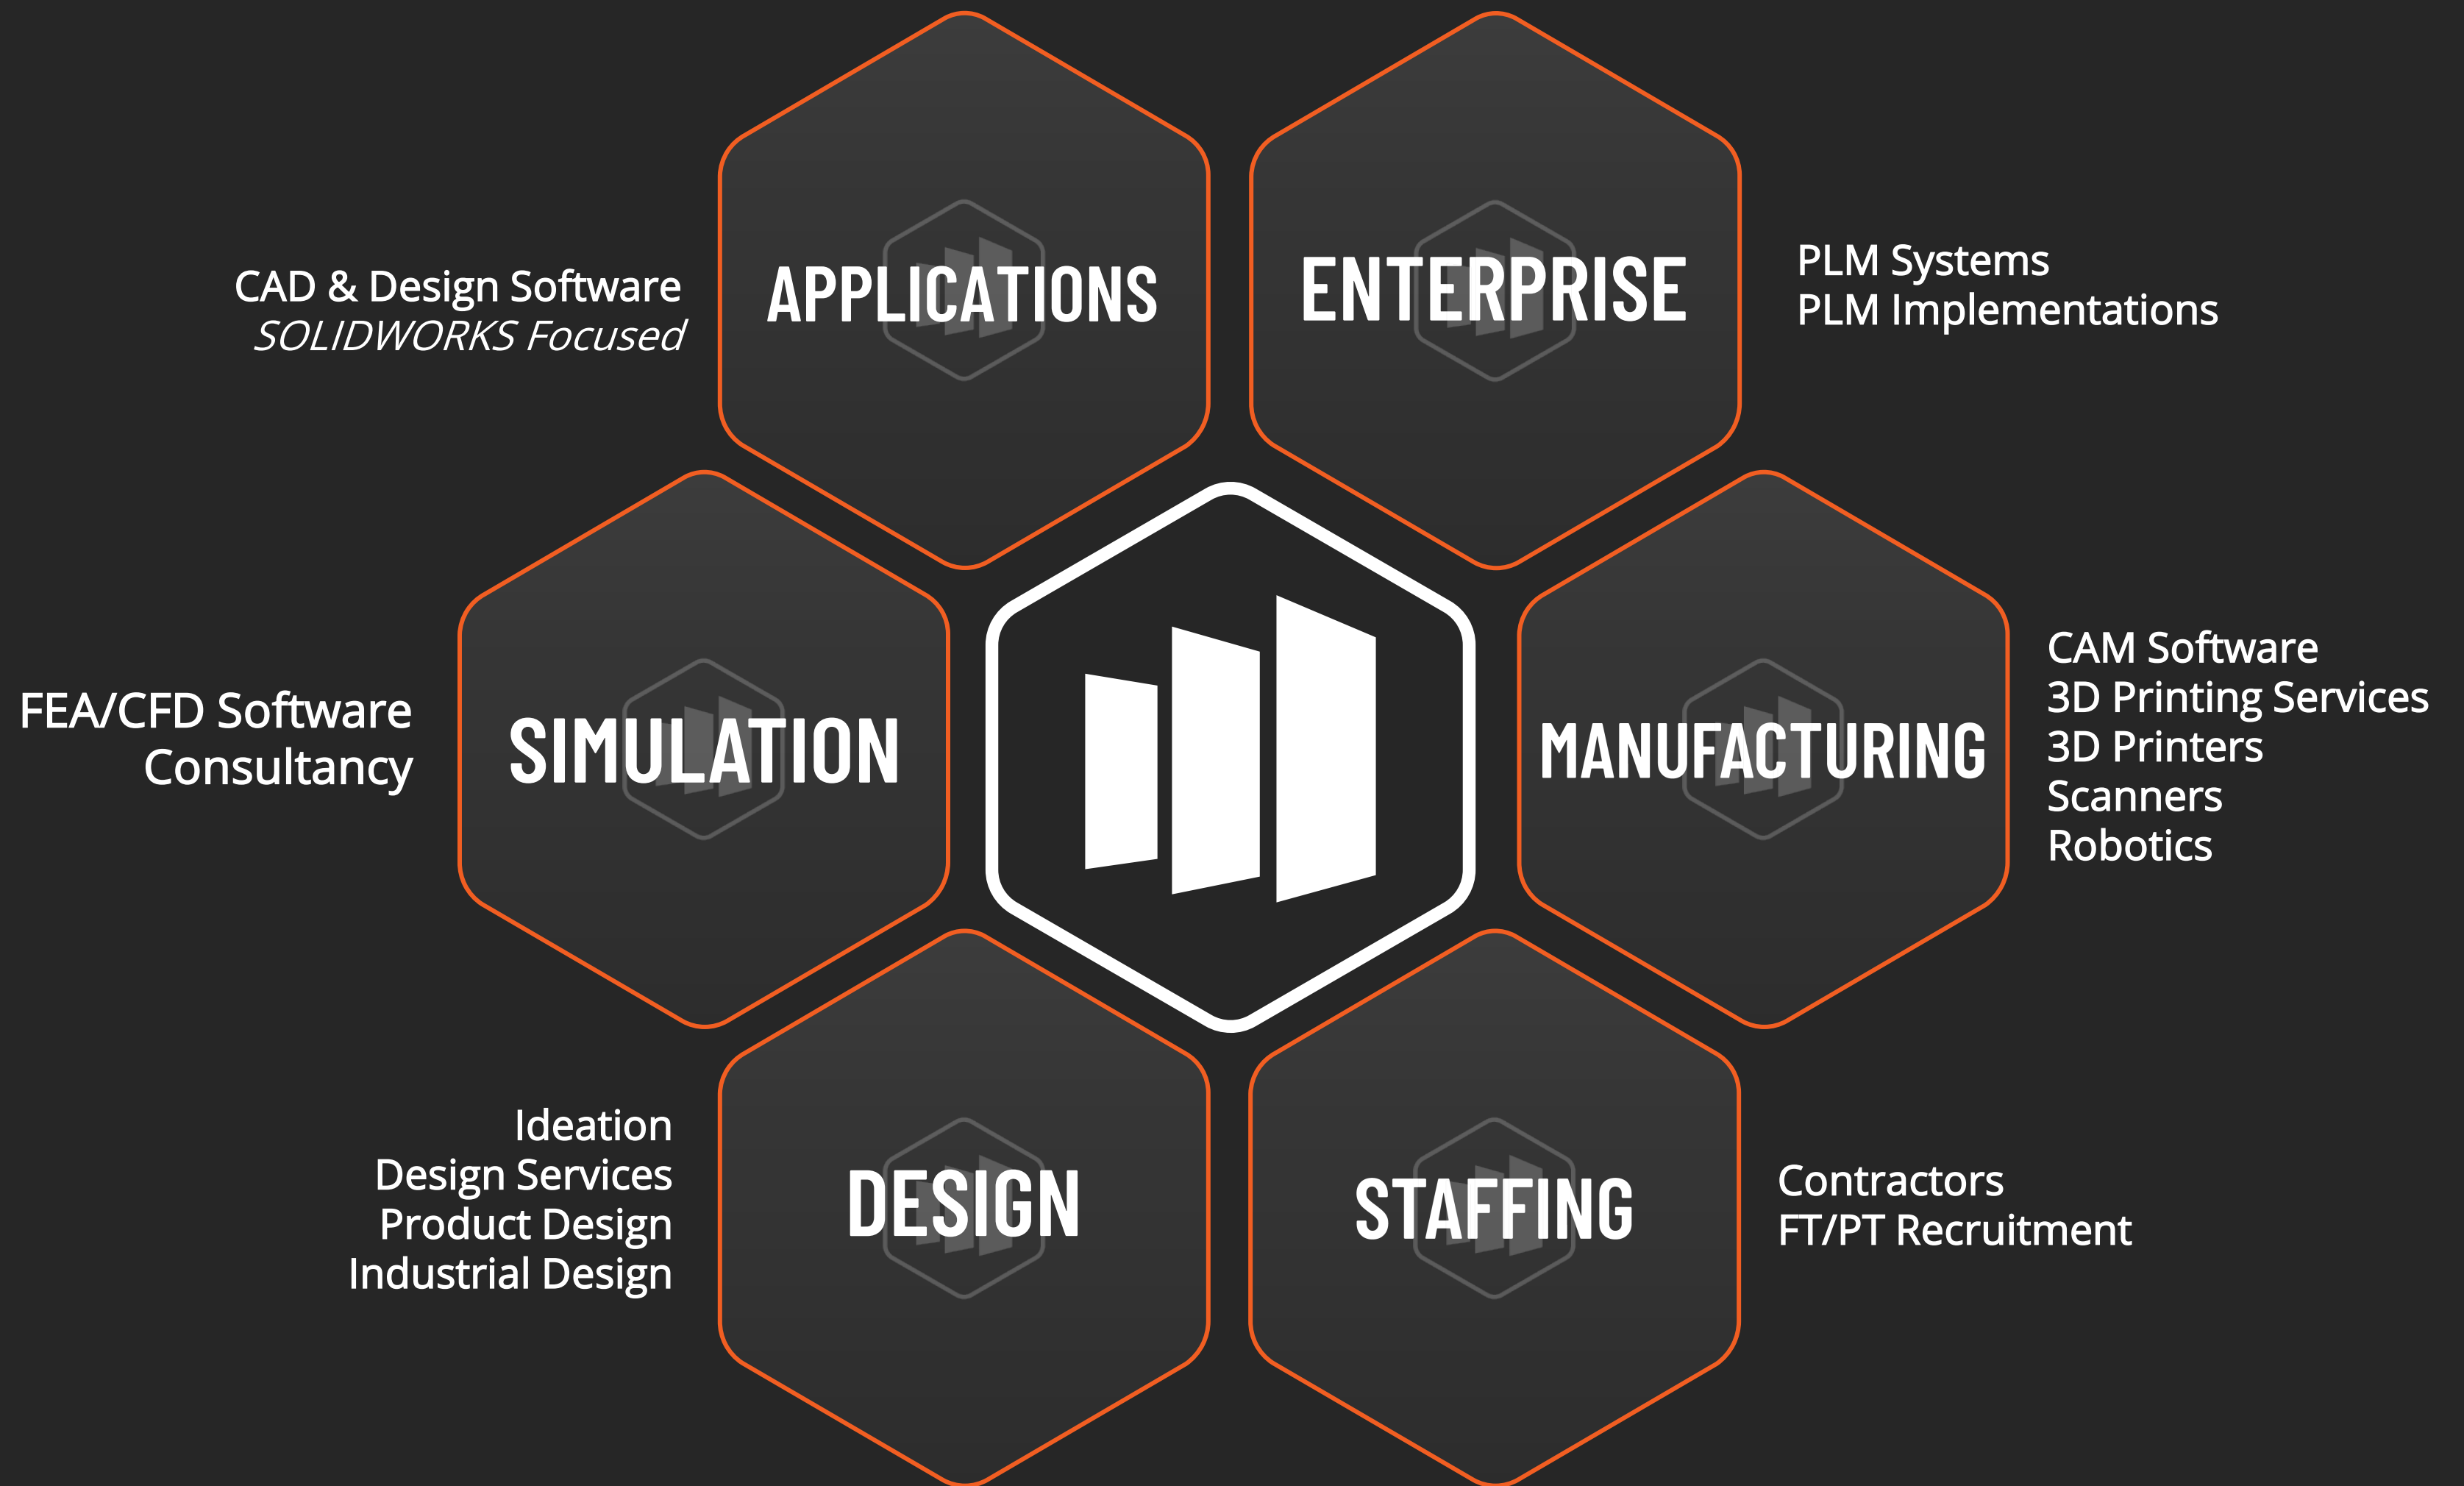 CAD & Design Software
SOLIDWORKS Focused
APPLICATIONS
ENTERPRISE
PLM Systems
PLM Implementations
FEA/CFD Software
Consultancy
SIMULATION
MANUFACTURING
CAM Software
3D Printing Services
3D Printers
Scanners
Robotics
Ideation
Design Services
Product Design
Industrial Design
DESIGN
STAFFING
Contractors
FT/PT Recruitment